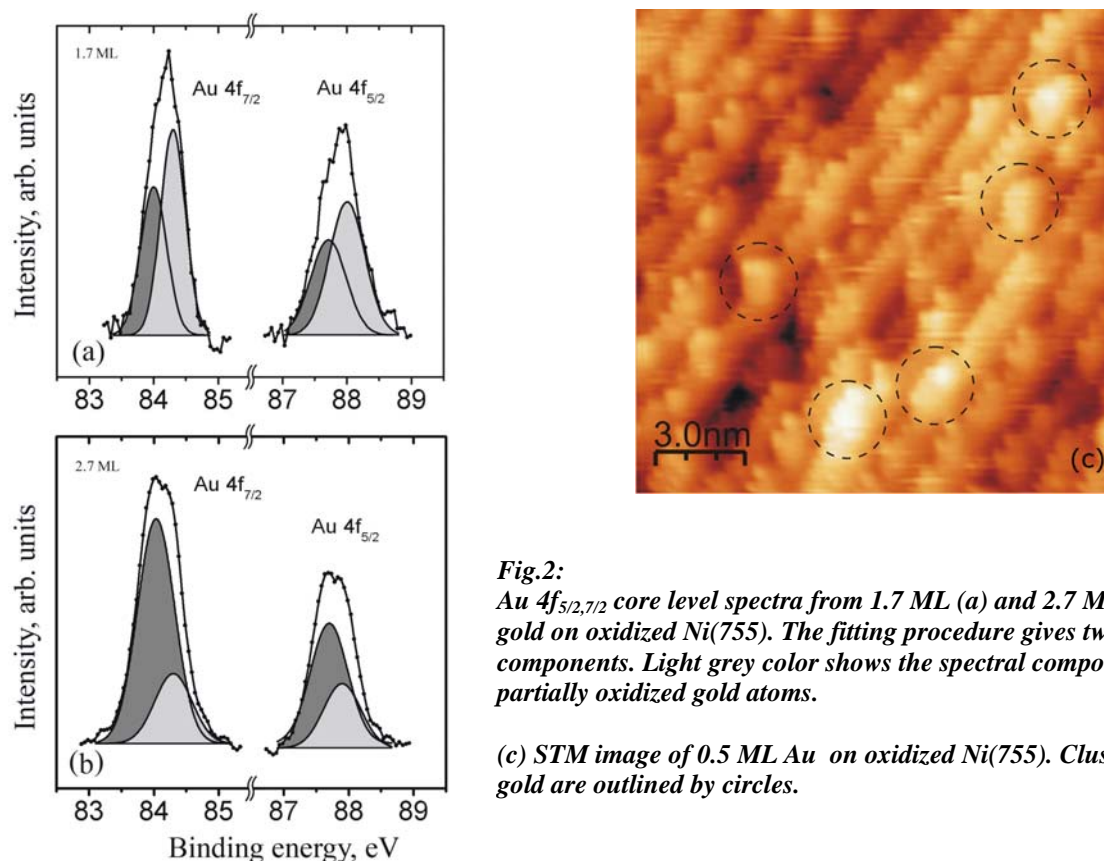 1.7 ML
Au 4f7/2
Au 4f5/2
Intensity, arb. units
(a)
83 84 85 87 88 89
2.7 ML
Au 4f7/2
Au 4f5/2
Intensity, arb. units
(b)
83 84 85 87 88 89
Binding energy, eV
3.0nm
(c)
Fig.2:
Au 4f5/2,7/2 core level spectra from 1.7 ML (a) and 2.7 M
gold on oxidized Ni(755). The fitting procedure gives tw
components. Light grey color shows the spectral compo
partially oxidized gold atoms.
(c) STM image of 0.5 ML Au on oxidized Ni(755). Clus
gold are outlined by circles.